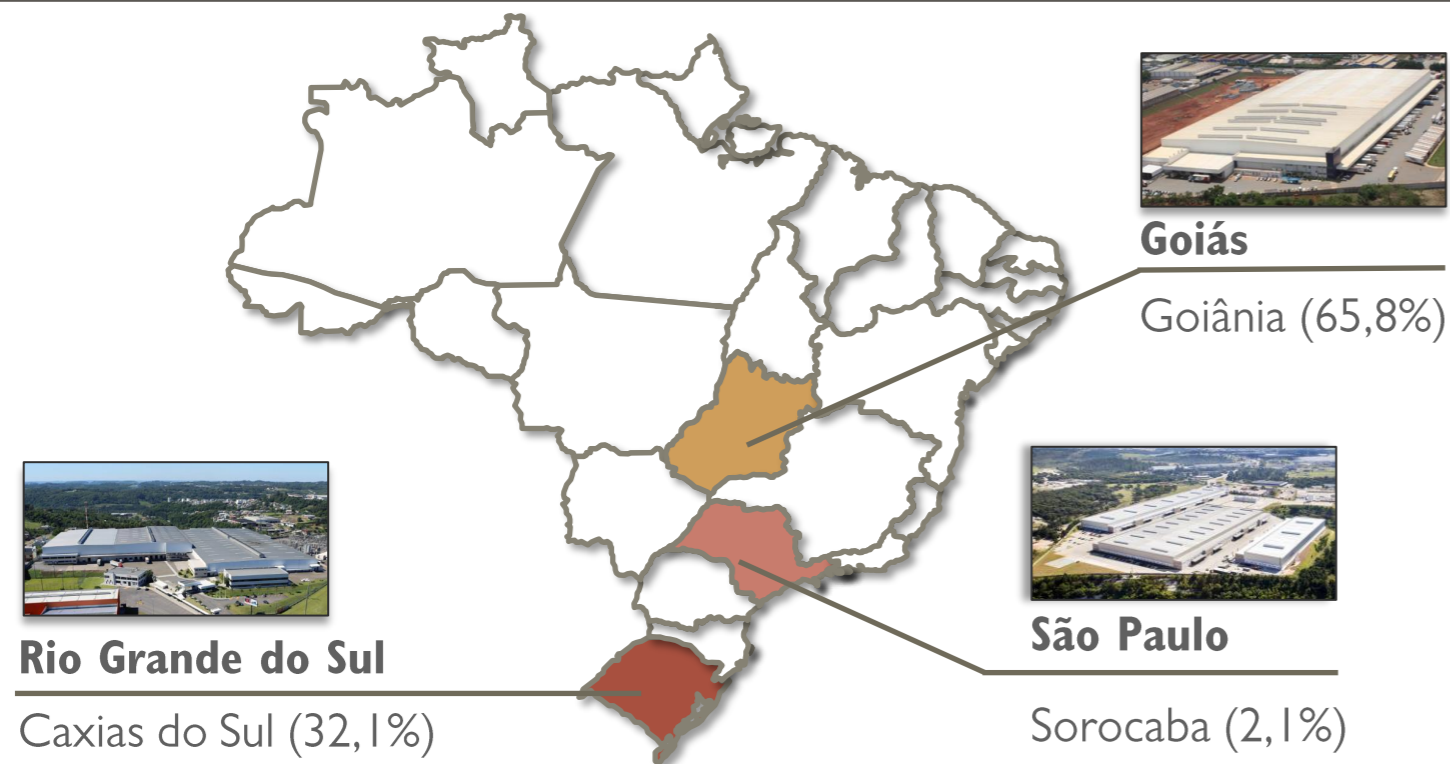 Goiás
Goiânia (65,8%)
São Paulo
Sorocaba (2,1%)
Rio Grande do Sul
Caxias do Sul (32,1%)